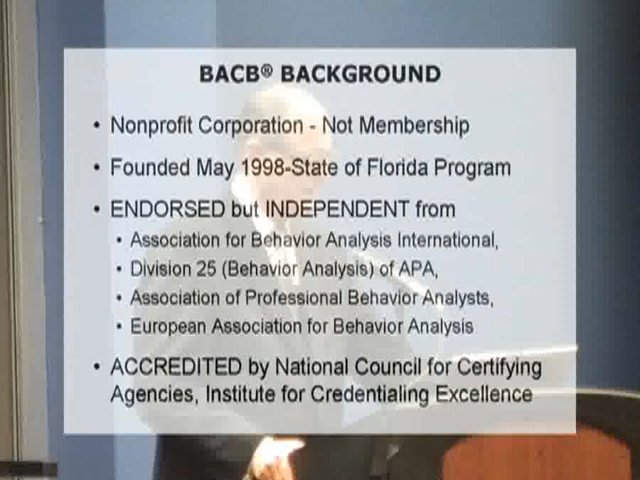 BACB® BACKGROUND
• Nonprofit Corporation - Not Membership
• Founded May 1998-State of Florida Program
• ENDORSED but INDEPENDENT from
• Association for Behavior Analysis International,
• Division 25 (Behavior Analysis) of APA,
• Association of Professional Behavior Analysts,
• European Association for Behavior Analysis
• ACCREDITED by National Council for Certifying
Agencies, Institute for Credentialing Excellence